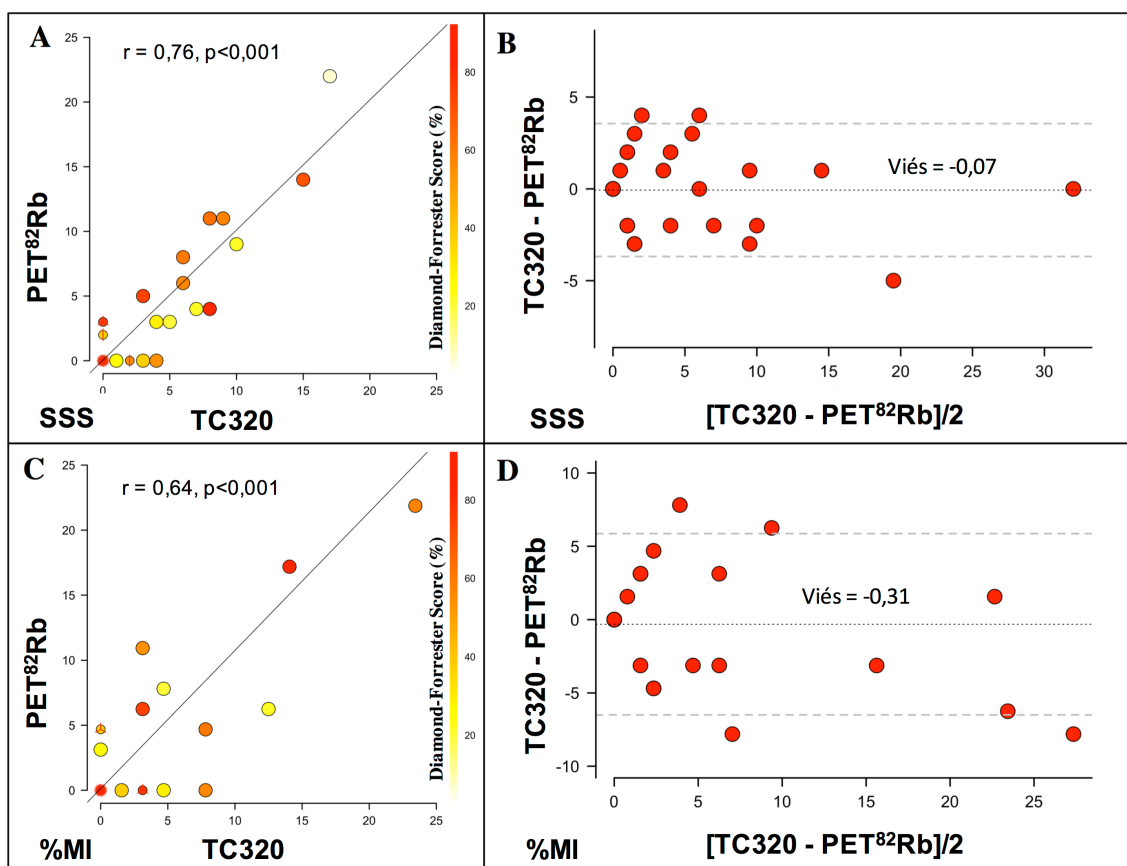 A
r = 0,76, p<0,001
25
20
15
10
5
0
PET⁸²Rb
0 5 10 15 20 25
SSS
TC320
80
60
40
20
Diamond-Forrester Score (%)
B
5
0
-5
TC320 - PET⁸²Rb
Viés = -0,07
0 5 10 15 20 25 30
SSS
[TC320 - PET⁸²Rb]/2
C
r = 0,64, p<0,001
25
20
15
10
5
0
PET⁸²Rb
0 5 10 15 20 25
%MI
TC320
80
60
40
20
Diamond-Forrester Score (%)
D
10
5
0
-5
-10
TC320 - PET⁸²Rb
Viés = -0,31
0 5 10 15 20 25
%MI
[TC320 - PET⁸²Rb]/2